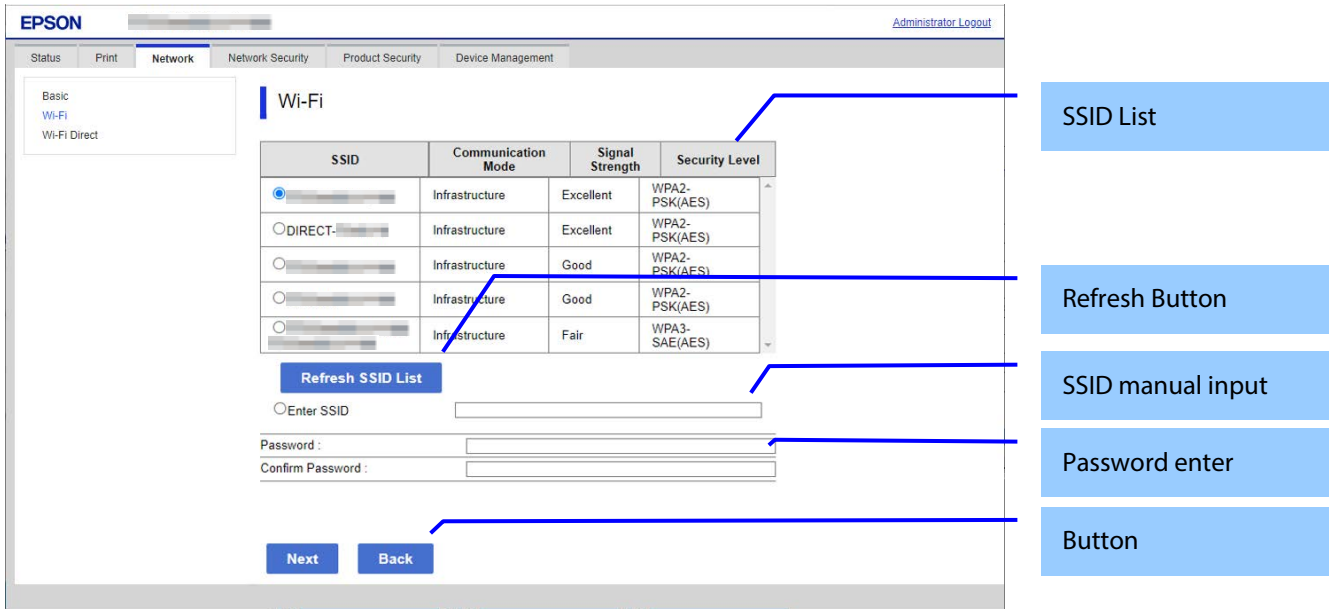 EPSON
Administrator Logout
Status Print Network Network Security Product Security Device Management
Basic
Wi-Fi
Wi-Fi Direct
Wi-Fi
SSID Communication Mode Signal Strength Security Level
Infrastructure Excellent WPA2-PSK(AES)
DIRECT- Infrastructure Excellent WPA2-PSK(AES)
Infrastructure Good WPA2-PSK(AES)
Infrastructure Good WPA2-PSK(AES)
Infrastructure Fair WPA3-SAE(AES)
Refresh SSID List
Enter SSID
Password :
Confirm Password :
Next Back
SSID List
Refresh Button
SSID manual input
Password enter
Button